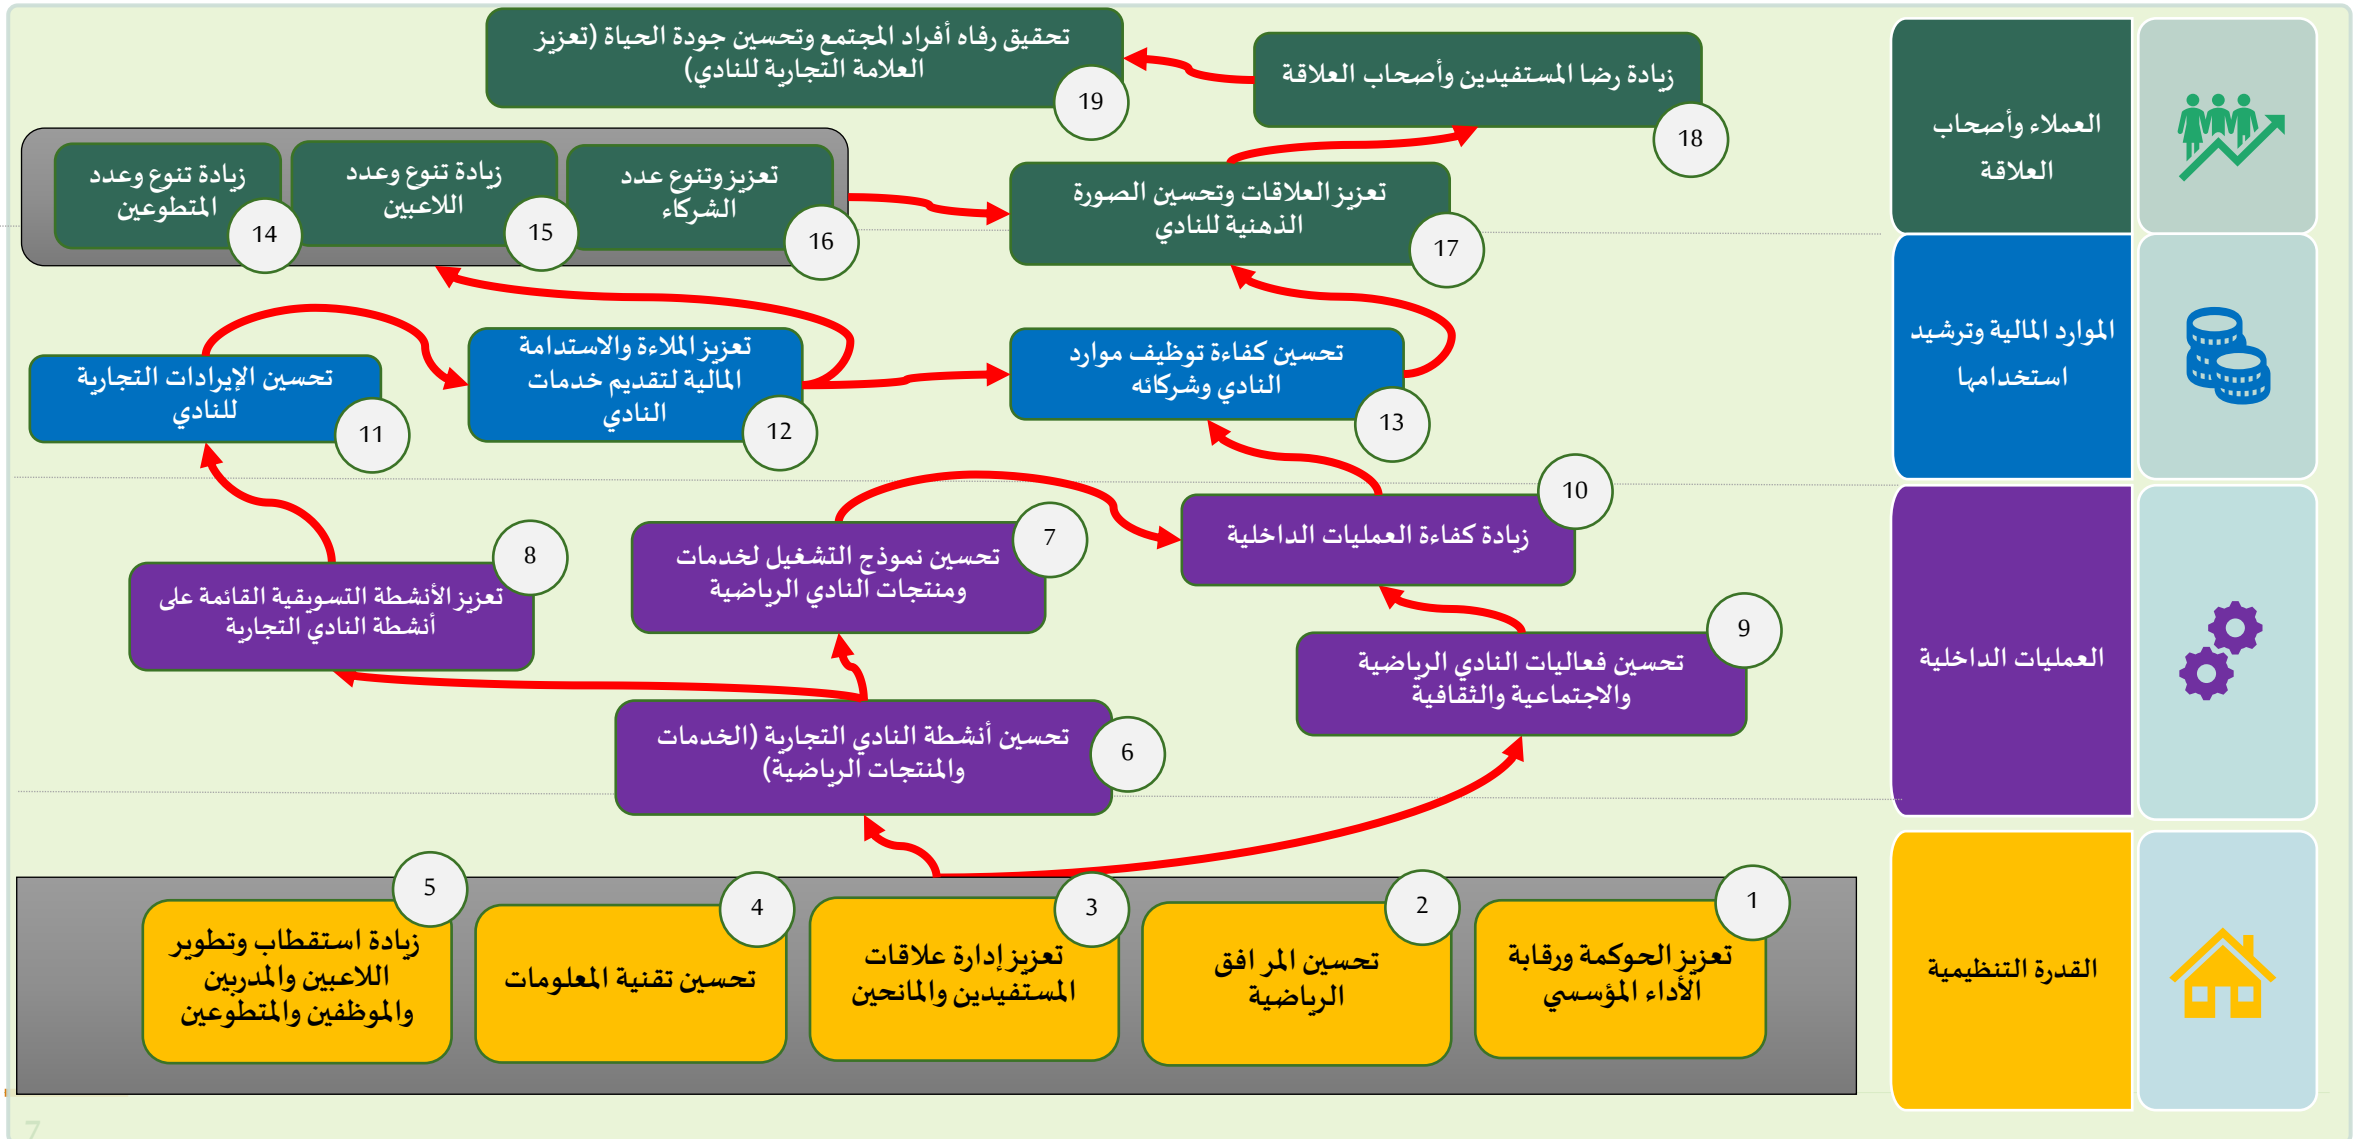 العملاء وأصحاب
العلاقة
زيادة رضا المستفيدين وأصحاب العلاقة
18
تحقيق رفاه أفراد المجتمع وتحسين جودة الحياة (تعزيز
العلامة التجارية للنادي)
19
تعزيز العلاقات وتحسين الصورة
الذهنية للنادي
17
تعزيز وتنوع عدد
الشركاء
16
زيادة تنوع وعدد
اللاعبين
15
زيادة تنوع وعدد
المتطوعين
14
الموارد المالية وترشيد
استخدامها
تحسين كفاءة توظيف موارد
النادي وشركائه
13
تعزيز الملاءة والاستدامة
المالية لتقديم خدمات
النادي
12
تحسين الإيرادات التجارية
للنادي
11
العمليات الداخلية
10
زيادة كفاءة العمليات الداخلية
9
تحسين فعاليات النادي الرياضية
والاجتماعية والثقافية
7
تحسين نموذج التشغيل لخدمات
ومنتجات النادي الرياضية
8
تعزيز الأنشطة التسويقية القائمة على
أنشطة النادي التجارية
تحسين أنشطة النادي التجارية (الخدمات
والمنتجات الرياضية)
6
القدرة التنظيمية
1
تعزيز الحوكمة ورقابة
الأداء المؤسسي
2
تحسين المرافق
الرياضية
3
تعزيز إدارة علاقات
المستفيدين والمانحين
4
تحسين تقنية المعلومات
5
زيادة استقطاب وتطوير
اللاعبين والمدربين
والموظفين والمتطوعين
7